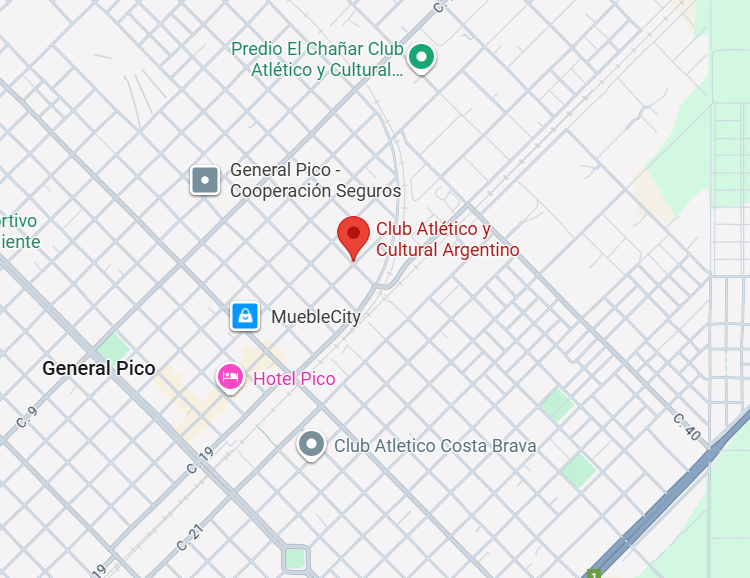 C.
Predio El Chañar Club
Atlético y Cultural...
General Pico -
Cooperación Seguros
rtivo
iente
Club Atlético y
Cultural Argentino
MuebleCity
General Pico
Hotel Pico
C. 9
C. 40
Club Atletico Costa Brava
C. 19
C. 21
19
1